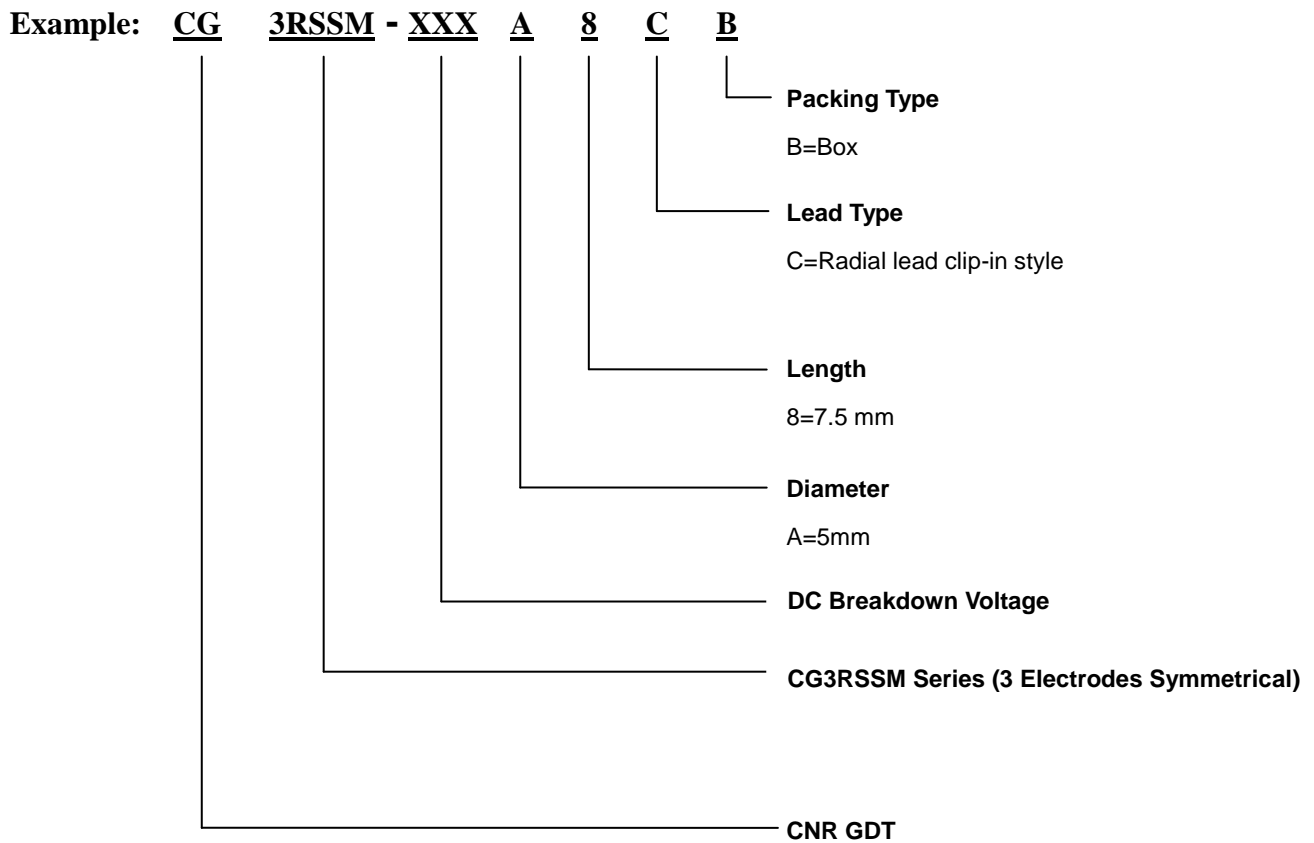 Example: CG 3RSSM - XXX A 8 C B
Packing Type
B=Box
Lead Type
C=Radial lead clip-in style
Length
8=7.5 mm
Diameter
A=5mm
DC Breakdown Voltage
CG3RSSM Series (3 Electrodes Symmetrical)
CNR GDT